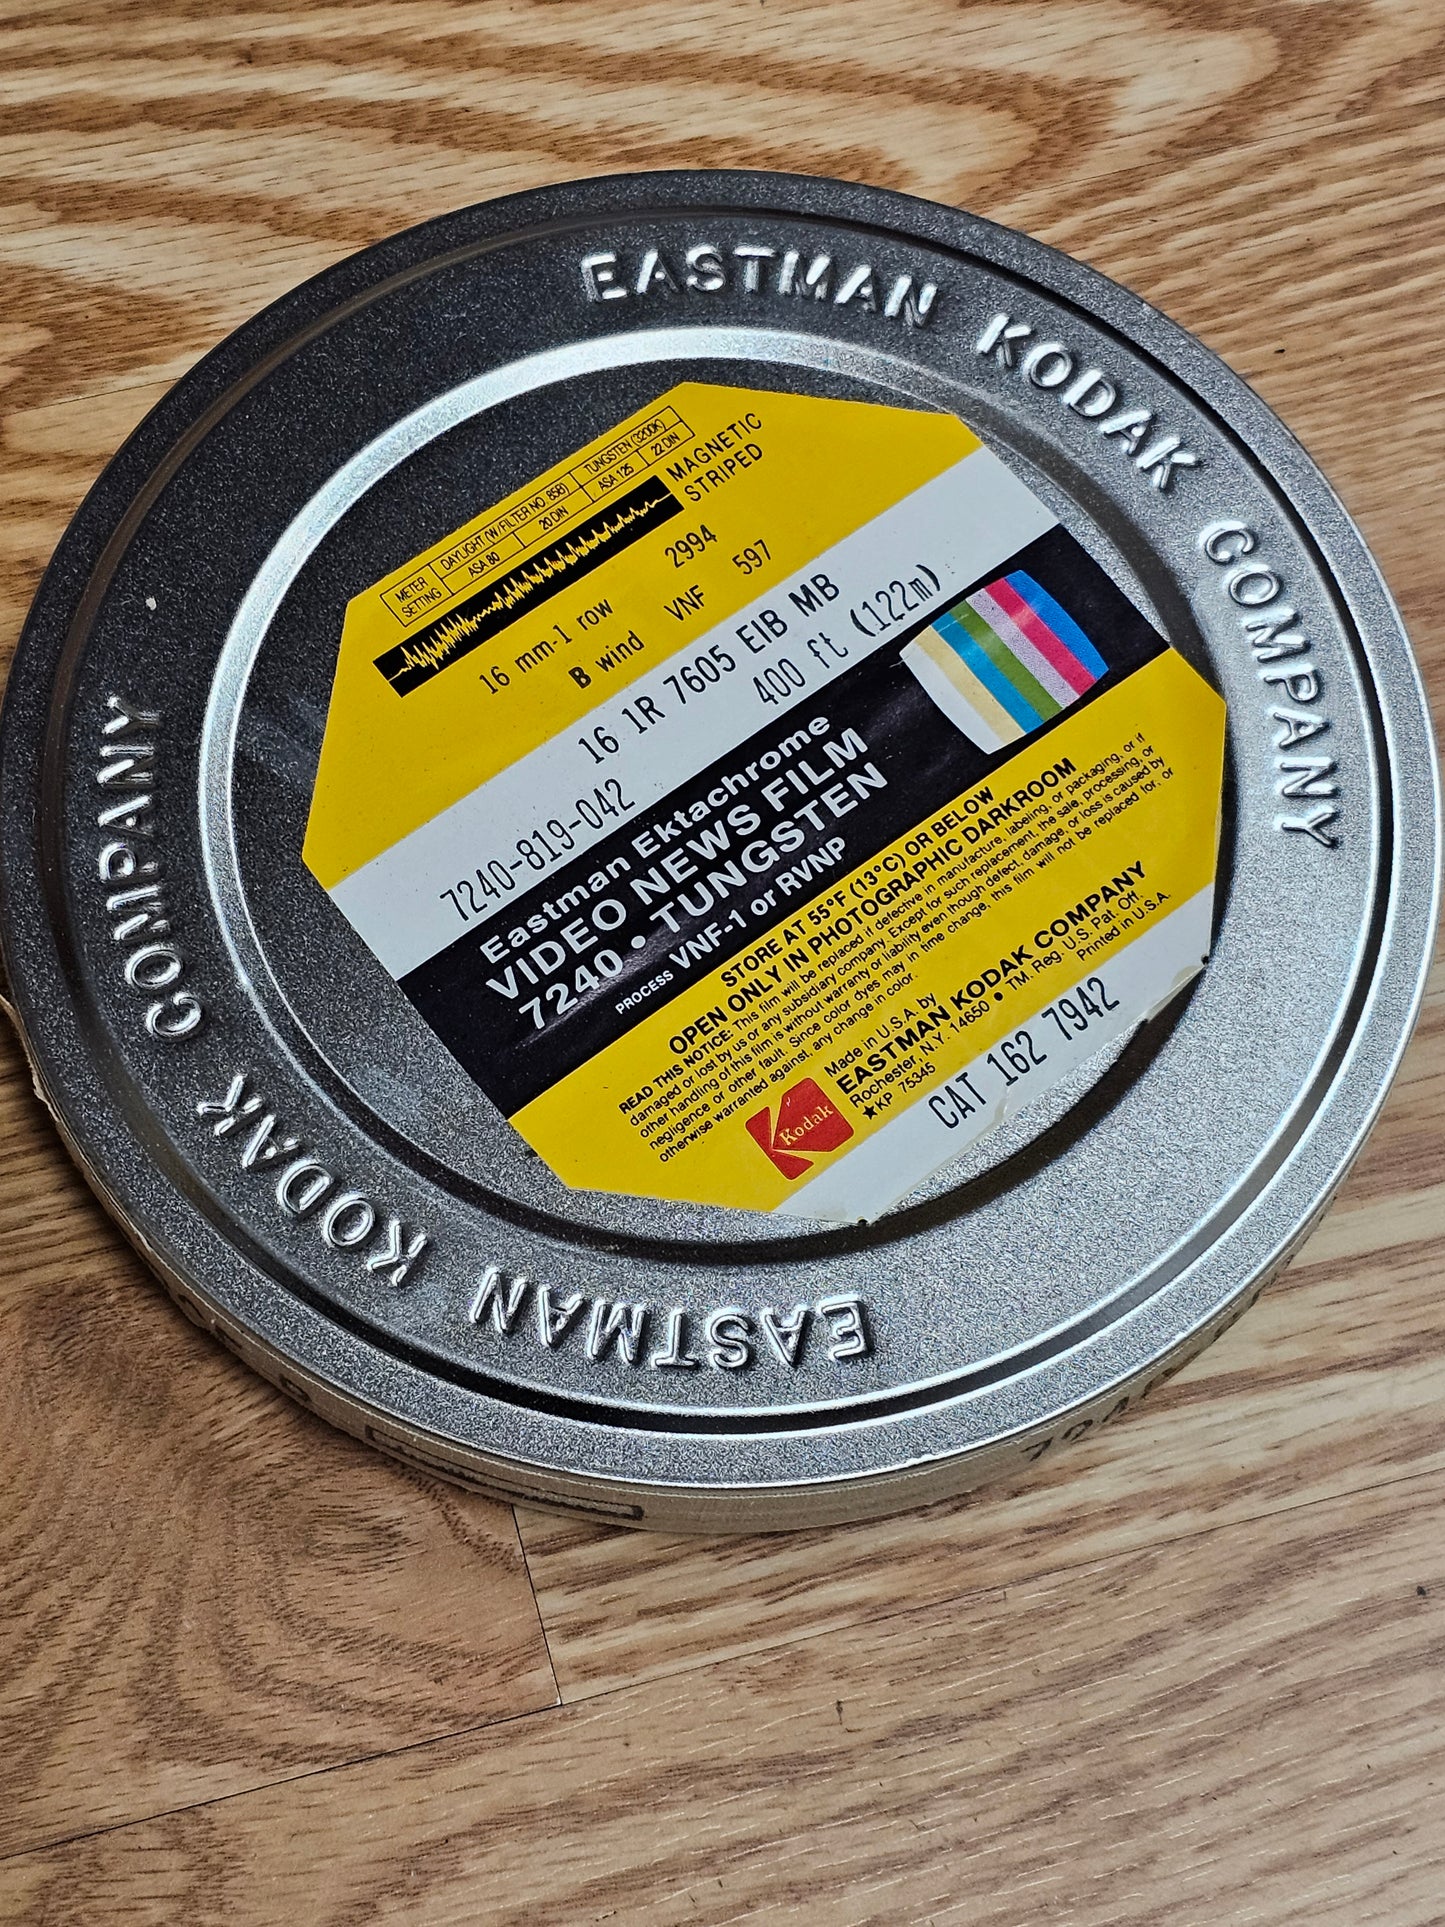 EASTMAN KODAK COMPANY
METER SETTING
DAYLIGHT (W/FILTER NO. 85B)
TUNGSTEN (3200K)
ASA 80
20 DIN
ASA 125
22 DIN
MAGNETIC
STRIPED
16 mm-1 row 2994
B wind VNF 597
16 1R 7605 EIB MB
7240-819-042 400 ft (122m)
Eastman Ektachrome
VIDEO NEWS FILM
7240 • TUNGSTEN
PROCESS VNF-1 or RVNP
STORE AT 55°F (13°C) OR BELOW
OPEN ONLY IN PHOTOGRAPHIC DARKROOM
READ THIS NOTICE: This film will be replaced if defective in manufacture, labeling, or packaging, or if
damaged or lost by us or any subsidiary company. Except for such replacement, the sale, processing, or
other handling of this film is without warranty or liability even though defect, damage, or loss is caused by
negligence or other fault. Since color dyes may in time change, this film will not be replaced for, or
otherwise warranted against, any change in color.
Kodak
Made in U.S.A. by
EASTMAN KODAK COMPANY
Rochester, N.Y. 14650 • TM. Reg. U.S. Pat. Off.
★KP 75345 Printed in U.S.A.
CAT 162 7942
EASTMAN KODAK COMPANY